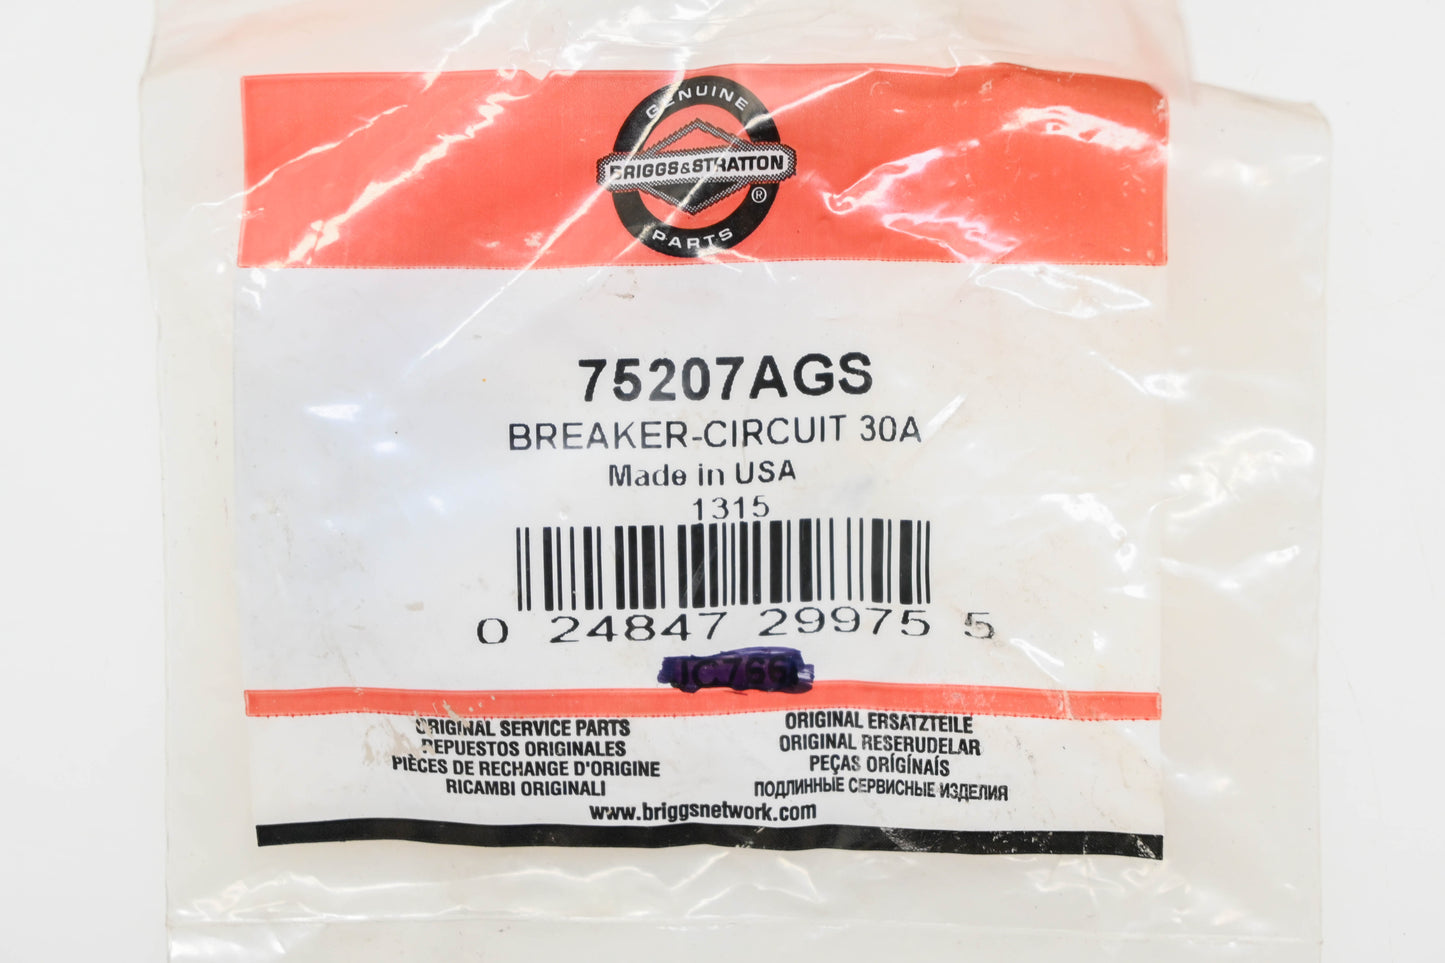 GENUINE
BRIGGS&STRATTON
®
PARTS
75207AGS
BREAKER-CIRCUIT 30A
Made in USA
1315
0 24847 29975 5
IC766
ORIGINAL SERVICE PARTS
REPUESTOS ORIGINALES
PIÈCES DE RECHANGE D'ORIGINE
RICAMBI ORIGINALI
ORIGINAL ERSATZTEILE
ORIGINAL RESERUDELAR
PEÇAS ORÍGÍNAÍS
ПОДЛИННЫЕ СЕРВИСНЫЕ ИЗДЕЛИЯ
www.briggsnetwork.com